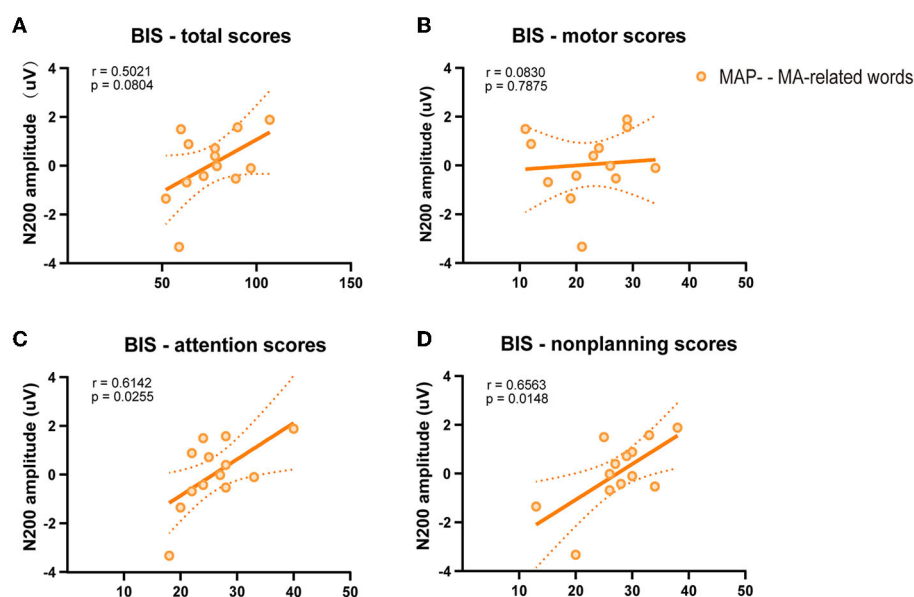 A
BIS - total scores
r = 0.5021
p = 0.0804
N200 amplitude (uV)
4
2
0
-2
-4
50
100
150
B
BIS - motor scores
r = 0.0830
p = 0.7875
N200 amplitude (uV)
4
2
0
-2
-4
10
20
30
40
50
MAP- - MA-related words
C
BIS - attention scores
r = 0.6142
p = 0.0255
N200 amplitude (uV)
4
2
0
-2
-4
10
20
30
40
50
D
BIS - nonplanning scores
r = 0.6563
p = 0.0148
N200 amplitude (uV)
4
2
0
-2
-4
10
20
30
40
50